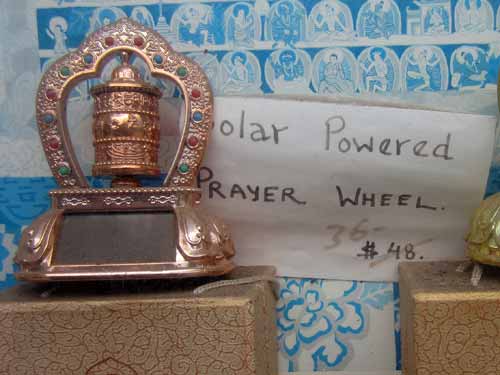 olar Powered
PRAYER WHEEL.
36-
$ 48.